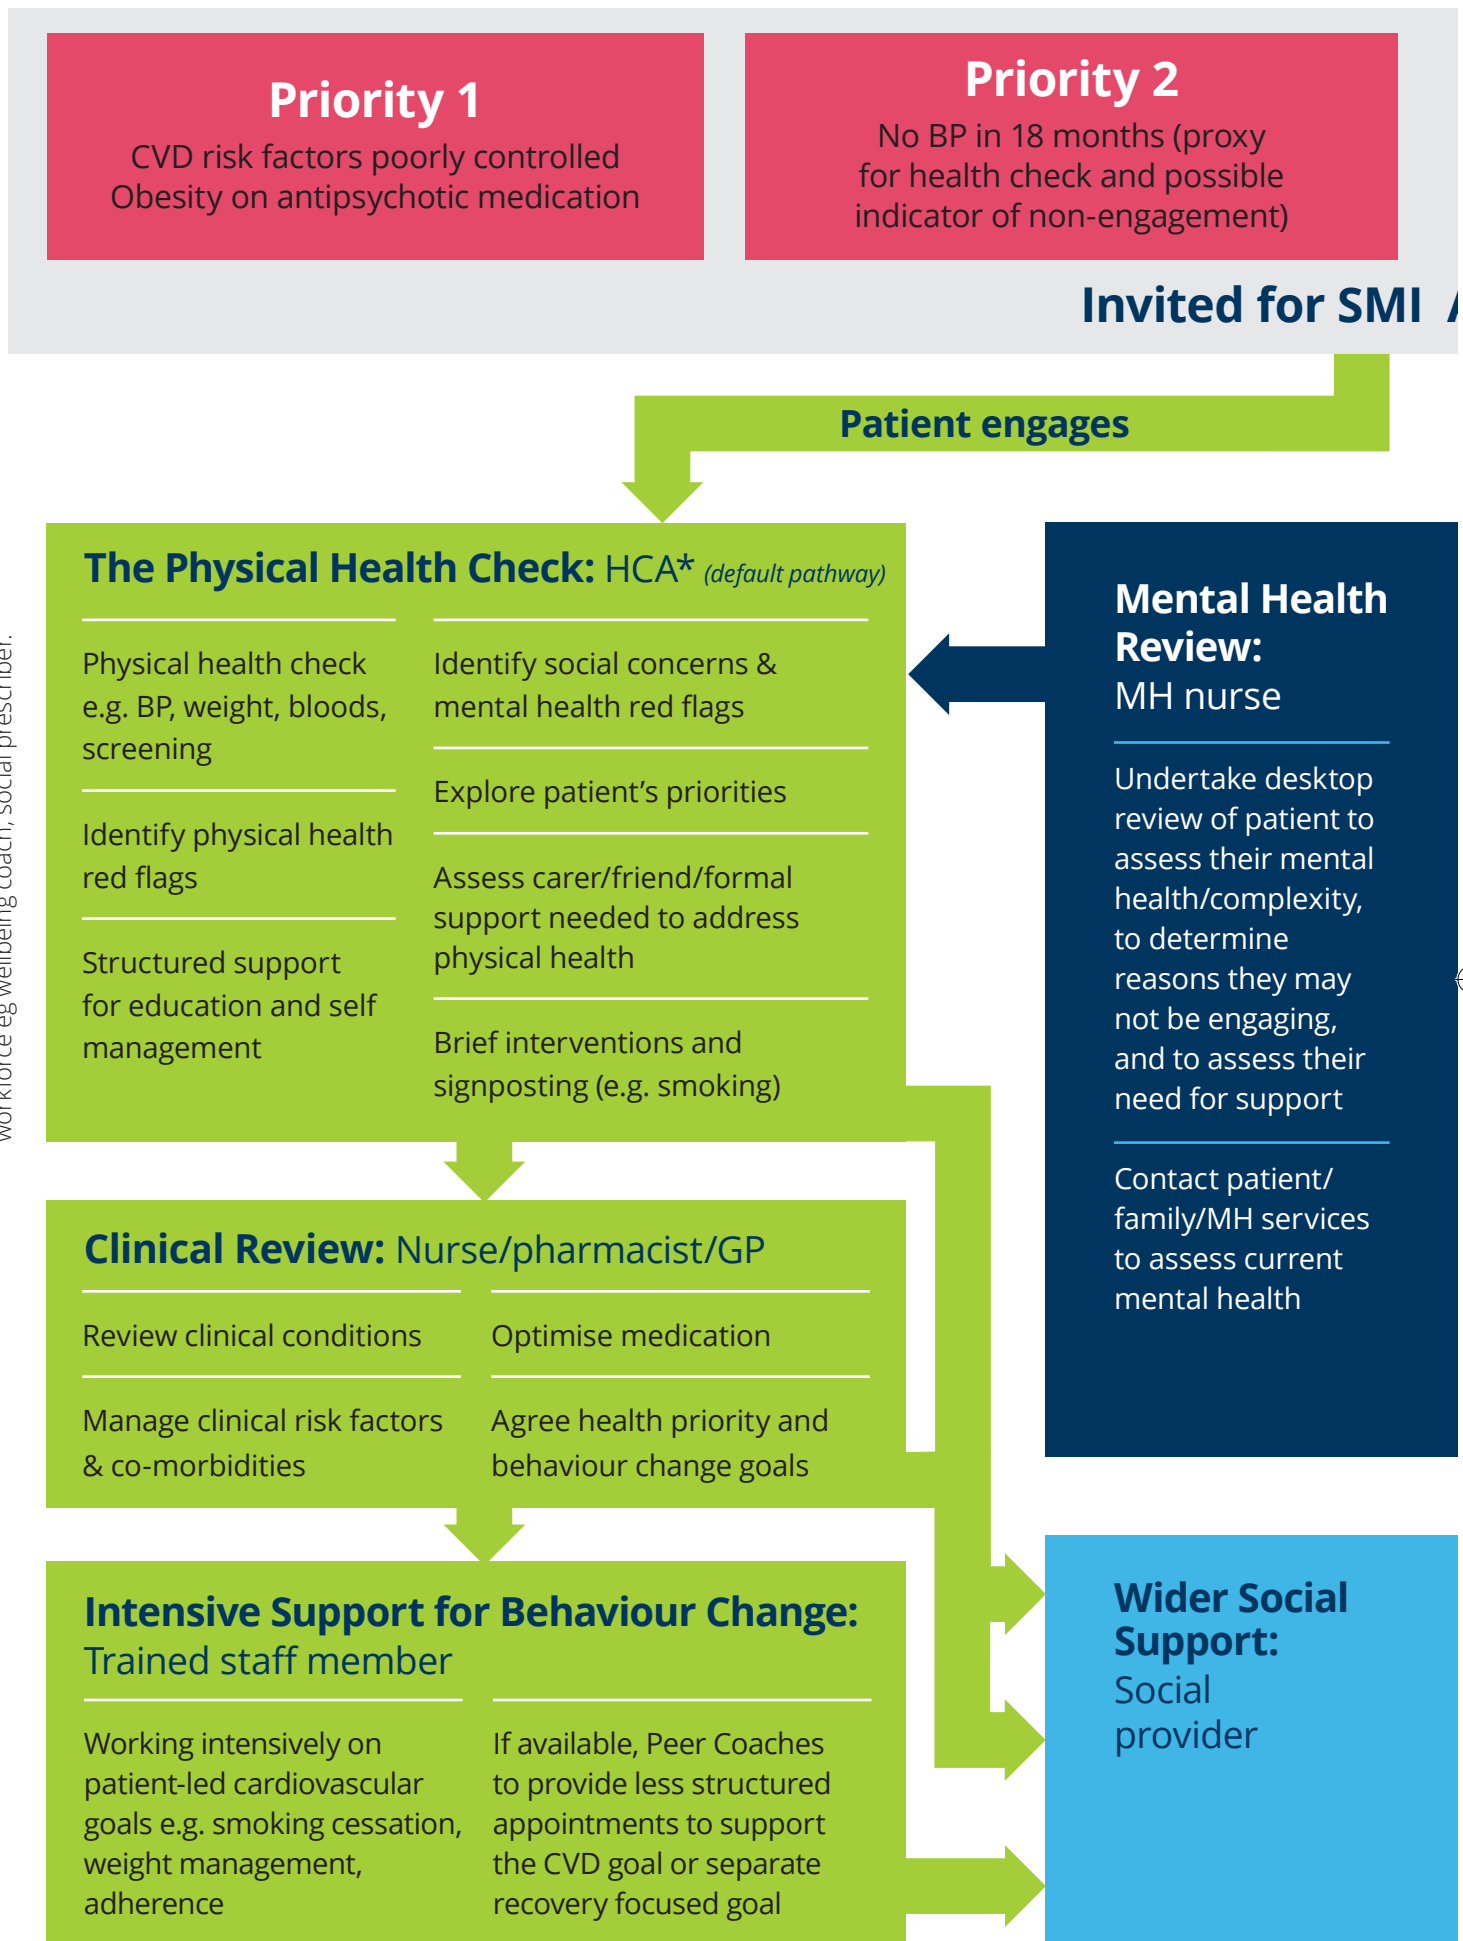 Priority 1
CVD risk factors poorly controlled
Obesity on antipsychotic medication
Priority 2
No BP in 18 months (proxy
for health check and possible
indicator of non-engagement)
Invited for SMI
Patient engages
The Physical Health Check: HCA* (default pathway)
Physical health check
e.g. BP, weight, bloods,
screening
Identify physical health
red flags
Structured support
for education and self
management
Identify social concerns &
mental health red flags
Explore patient's priorities
Assess carer/friend/formal
support needed to address
physical health
Brief interventions and
signposting (e.g. smoking)
Mental Health
Review:
MH nurse
Undertake desktop
review of patient to
assess their mental
health/complexity,
to determine
reasons they may
not be engaging,
and to assess their
need for support
Contact patient/
family/MH services
to assess current
mental health
Clinical Review: Nurse/pharmacist/GP
Review clinical conditions
Manage clinical risk factors
& co-morbidities
Optimise medication
Agree health priority and
behaviour change goals
Intensive Support for Behaviour Change:
Trained staff member
Working intensively on
patient-led cardiovascular
goals e.g. smoking cessation,
weight management,
adherence
If available, Peer Coaches
to provide less structured
appointments to support
the CVD goal or separate
recovery focused goal
Wider Social
Support:
Social
provider
workforce eg wellbeing coach, social prescriber.